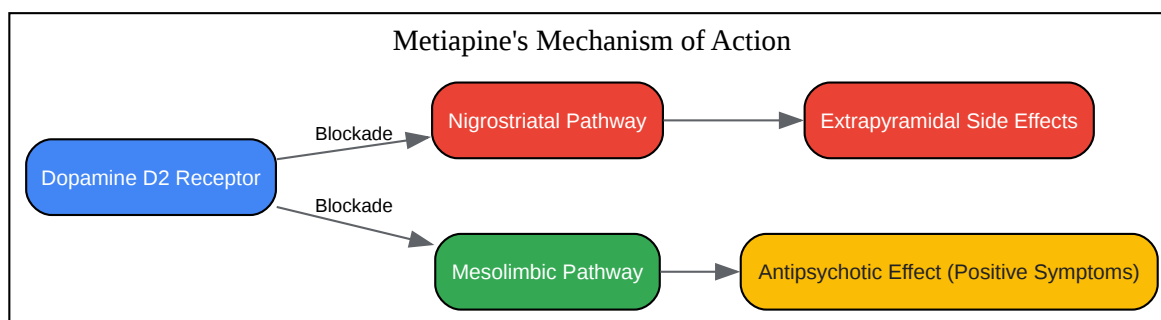 Metiapine's Mechanism of Action
Blockade
Nigrostriatal Pathway
Extrapyramidal Side Effects
Dopamine D2 Receptor
Blockade
Mesolimbic Pathway
Antipsychotic Effect (Positive Symptoms)